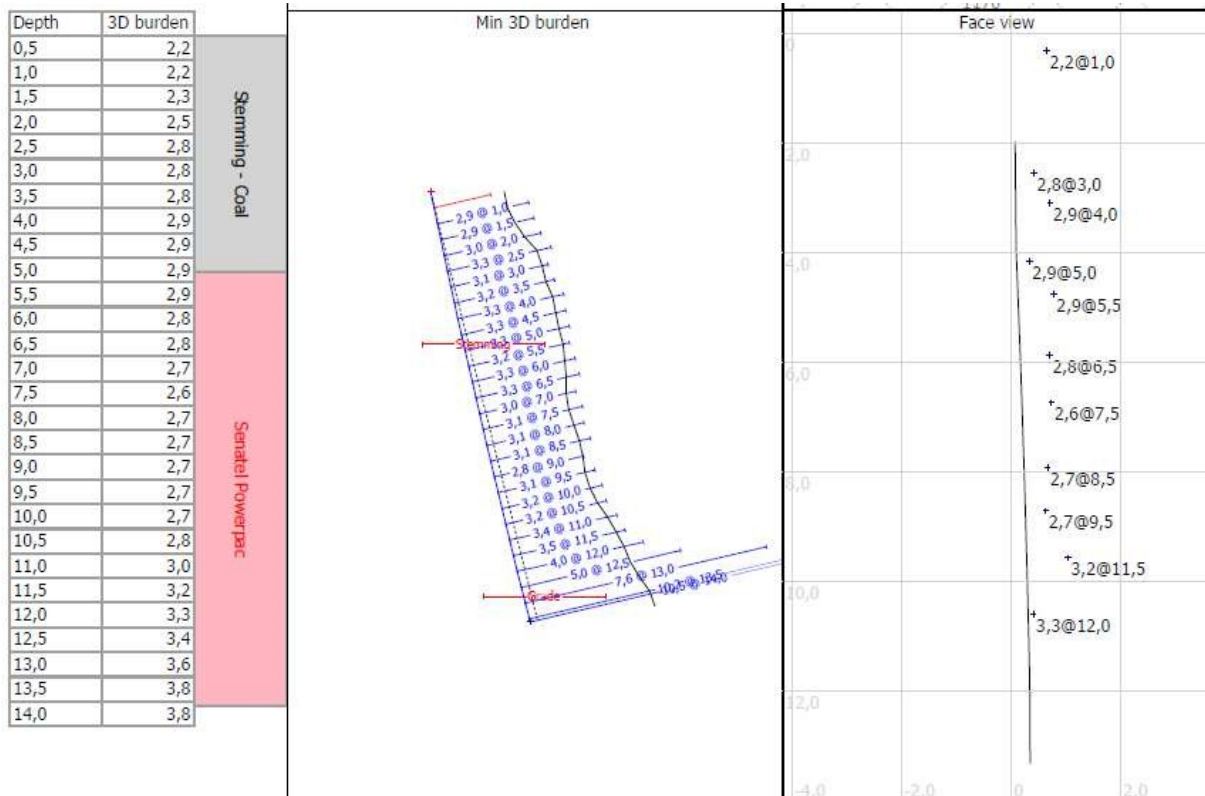 Depth 3D burden
0,5 2,2
1,0 2,2
1,5 2,3
2,0 2,5
2,5 2,8
3,0 2,8
3,5 2,8
4,0 2,9
4,5 2,9
5,0 2,9
5,5 2,9
6,0 2,8
6,5 2,8
7,0 2,7
7,5 2,6
8,0 2,7
8,5 2,7
9,0 2,7
9,5 2,7
10,0 2,7
10,5 2,8
11,0 3,0
11,5 3,2
12,0 3,3
12,5 3,4
13,0 3,6
13,5 3,8
14,0 3,8
Stemming - Coal
Senatel Powerpac
Min 3D burden
2,9 @ 1,0
2,9 @ 1,5
3,0 @ 2,0
3,3 @ 2,5
3,1 @ 3,0
3,2 @ 3,5
3,3 @ 4,0
3,3 @ 4,5
3,3 @ 5,0
Stemming
3,2 @ 5,5
3,3 @ 6,0
3,3 @ 6,5
3,0 @ 7,0
3,1 @ 7,5
3,1 @ 8,0
3,1 @ 8,5
2,8 @ 9,0
3,1 @ 9,5
3,2 @ 10,0
3,2 @ 10,5
3,4 @ 11,0
3,5 @ 11,5
4,0 @ 12,0
5,0 @ 12,5
7,6 @ 13,0
Grade
Face view
0
2,2@1,0
2,0
2,8@3,0
2,9@4,0
4,0
2,9@5,0
2,9@5,5
6,0
2,8@6,5
2,6@7,5
8,0
2,7@8,5
2,7@9,5
3,2@11,5
10,0
3,3@12,0
12,0
-4,0 -2,0 0 2,0